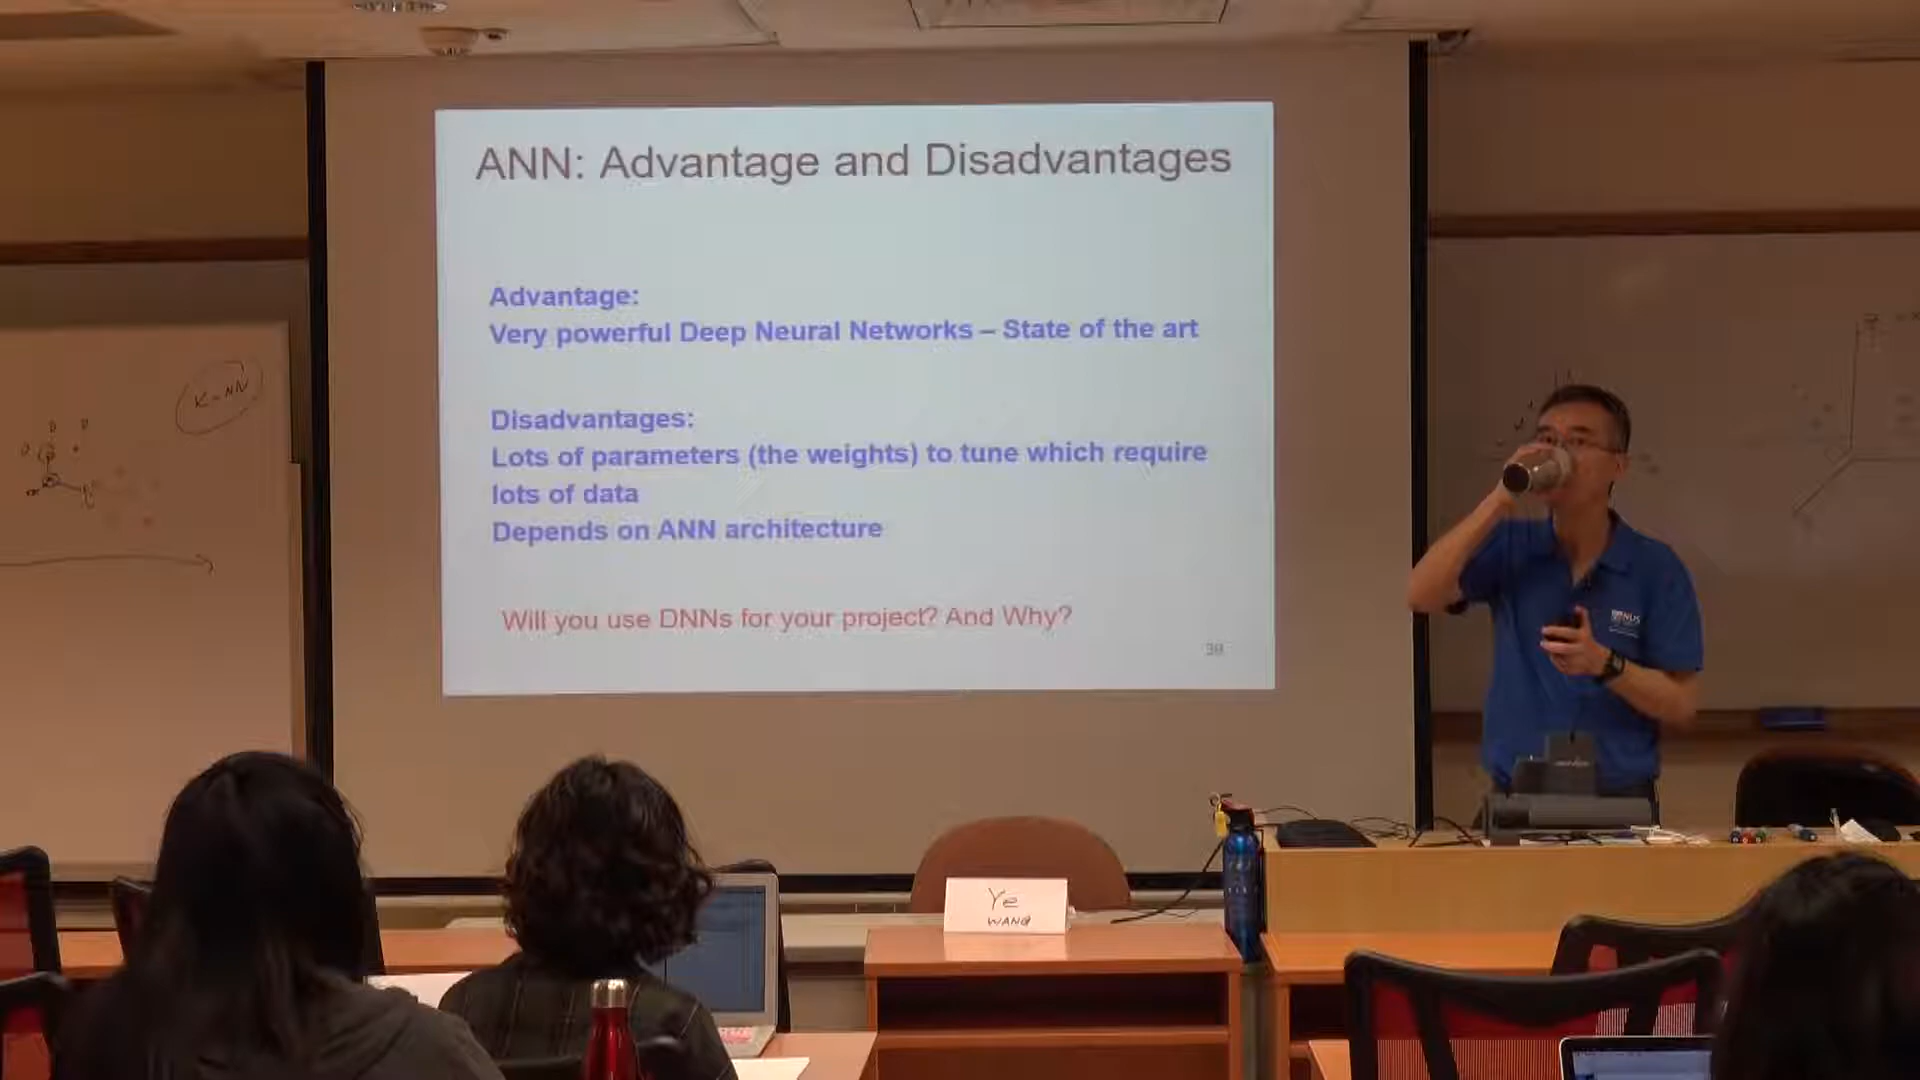 ANN: Advantage and Disadvantages
Advantage:
Very powerful Deep Neural Networks – State of the art
Disadvantages:
Lots of parameters (the weights) to tune which require
lots of data
Depends on ANN architecture
Will you use DNNs for your project? And Why?
K-NN
NUS
Ye
WANG